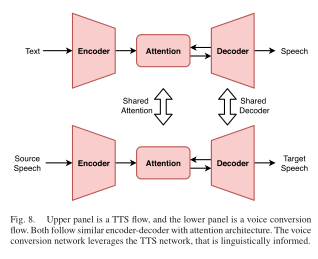 Text
Encoder
Attention
Decoder
Speech
Shared
Attention
Shared
Decoder
Source
Speech
Encoder
Attention
Decoder
Target
Speech
Fig. 8. Upper panel is a TTS flow, and the lower panel is a voice conversion
flow. Both follow similar encoder-decoder with attention architecture. The voice
conversion network leverages the TTS network, that is linguistically informed.